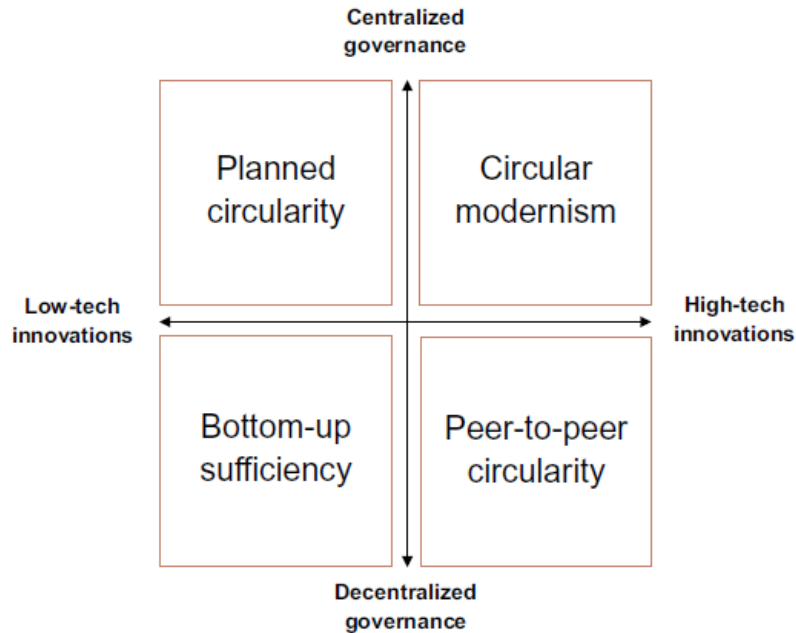 Centralized
governance
Planned
circularity
Circular
modernism
Low-tech
innovations
High-tech
innovations
Bottom-up
sufficiency
Peer-to-peer
circularity
Decentralized
governance